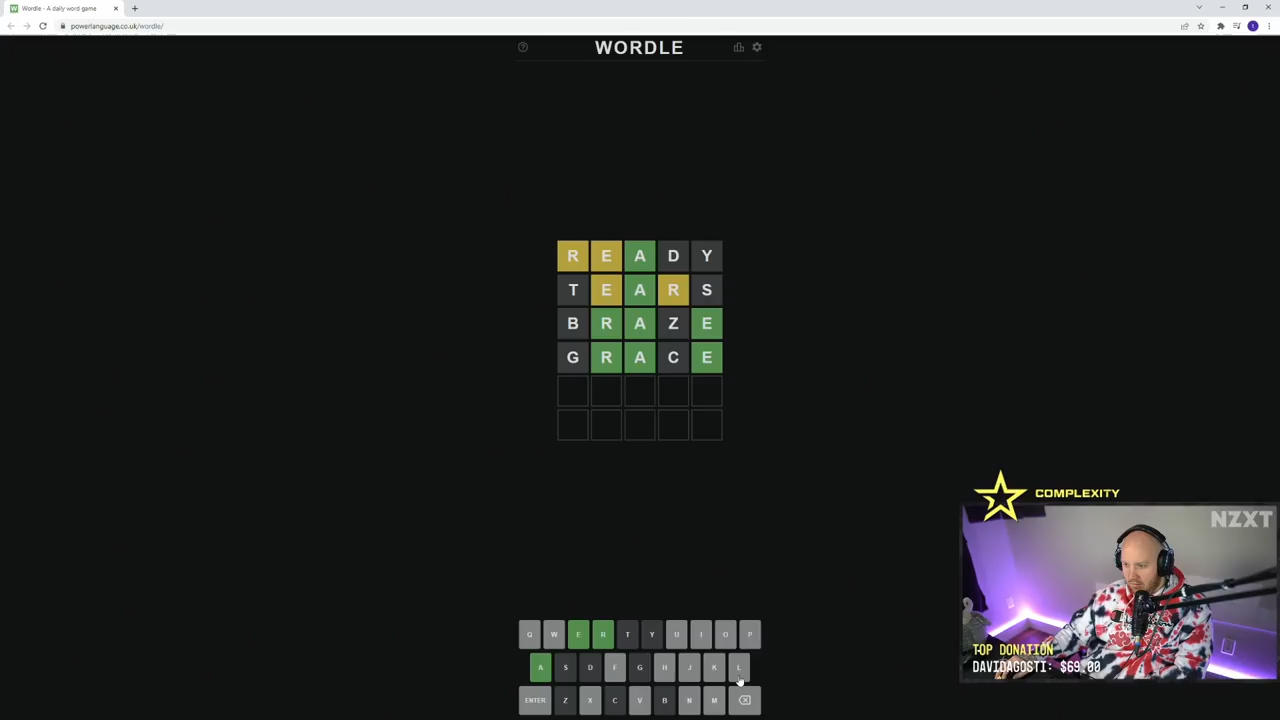 Wordle - A daily word game
powerlanguage.co.uk/wordle/
WORDLE
R E A D Y
T E A R S
B R A Z E
G R A C E
COMPLEXITY
NZXT
TOP DONATION
DAVIDAGOSTI: $69.00
Q W E R T Y U I O P
A S D F G H J K L
ENTER Z X C V B N M